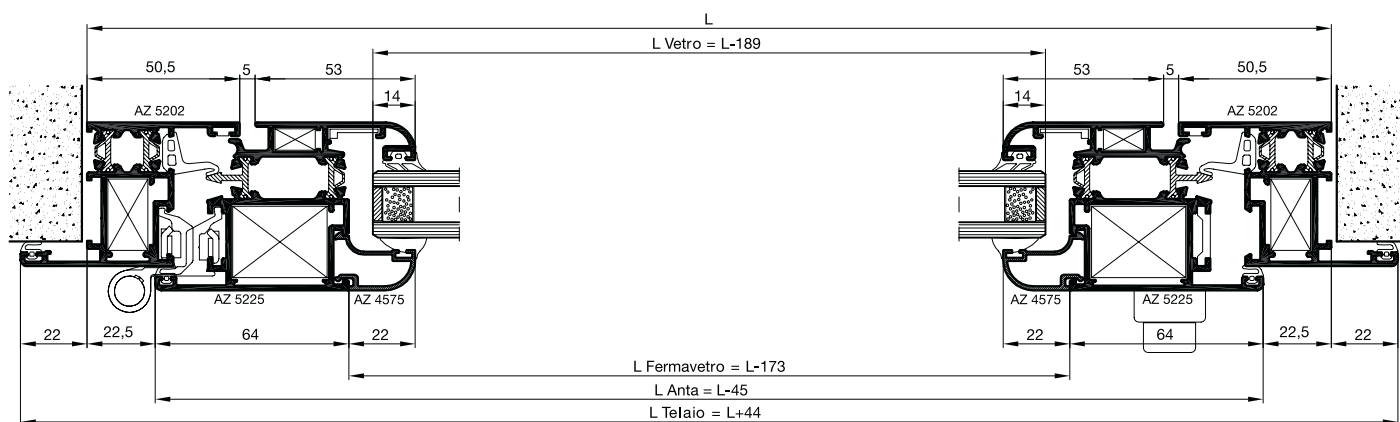 L
L Vetro = L-189
50,5 5 53 53 5 50,5
14 14
AZ 5202 AZ 5202
AZ 5225 AZ 4575 AZ 4575 AZ 5225
22 22,5 64 22 22 64 22,5 22
L Fermavetro = L-173
L Anta = L-45
L Telaio = L+44